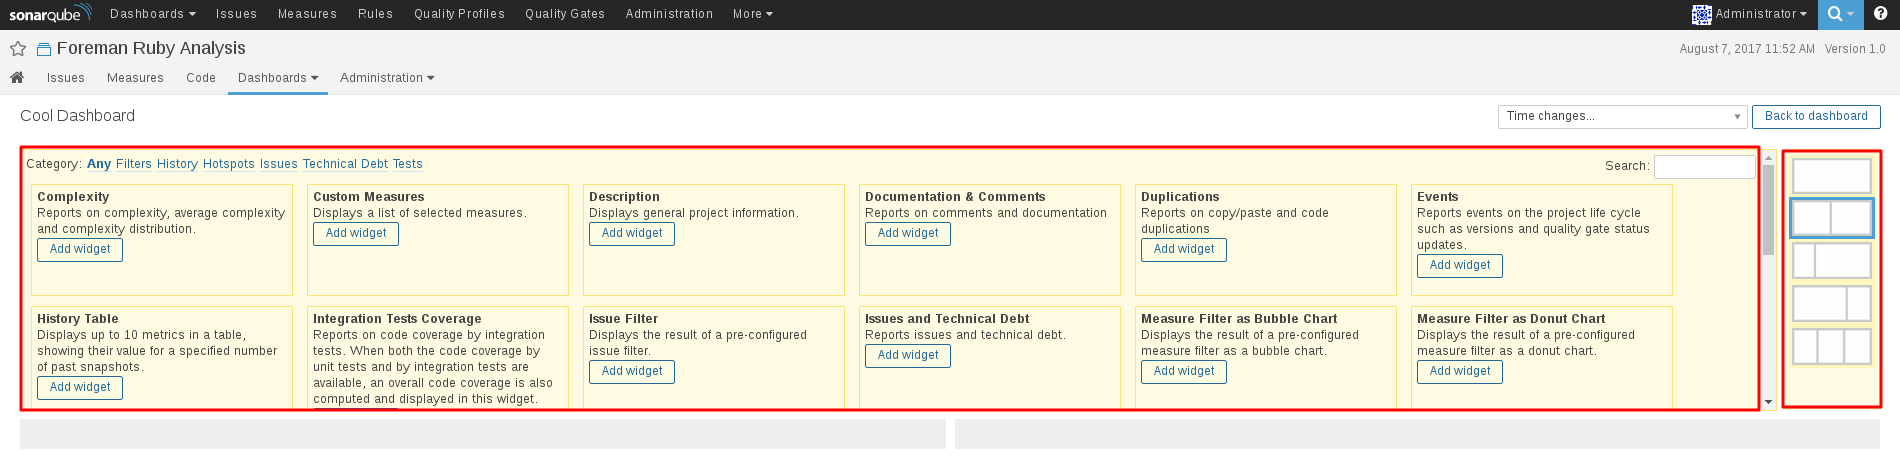 sonarqube Dashboards Issues Measures Rules Quality Profiles Quality Gates Administration More Administrator
Foreman Ruby Analysis August 7, 2017 11:52 AM Version 1.0
Issues Measures Code Dashboards Administration
Cool Dashboard Time changes... Back to dashboard
Category: Any Filters History Hotspots Issues Technical Debt Tests Search:
Complexity
Reports on complexity, average complexity
and complexity distribution.
Add widget
Custom Measures
Displays a list of selected measures.
Add widget
Description
Displays general project information.
Add widget
Documentation & Comments
Reports on comments and documentation
Add widget
Duplications
Reports on copy/paste and code
duplications
Add widget
Events
Reports events on the project life cycle
such as versions and quality gate status
updates.
Add widget
History Table
Displays up to 10 metrics in a table,
showing their value for a specified number
of past snapshots.
Add widget
Integration Tests Coverage
Reports on code coverage by integration
tests. When both the code coverage by
unit tests and by integration tests are
available, an overall code coverage is also
computed and displayed in this widget.
Issue Filter
Displays the result of a pre-configured
issue filter.
Add widget
Issues and Technical Debt
Reports issues and technical debt.
Add widget
Measure Filter as Bubble Chart
Displays the result of a pre-configured
measure filter as a bubble chart.
Add widget
Measure Filter as Donut Chart
Displays the result of a pre-configured
measure filter as a donut chart.
Add widget